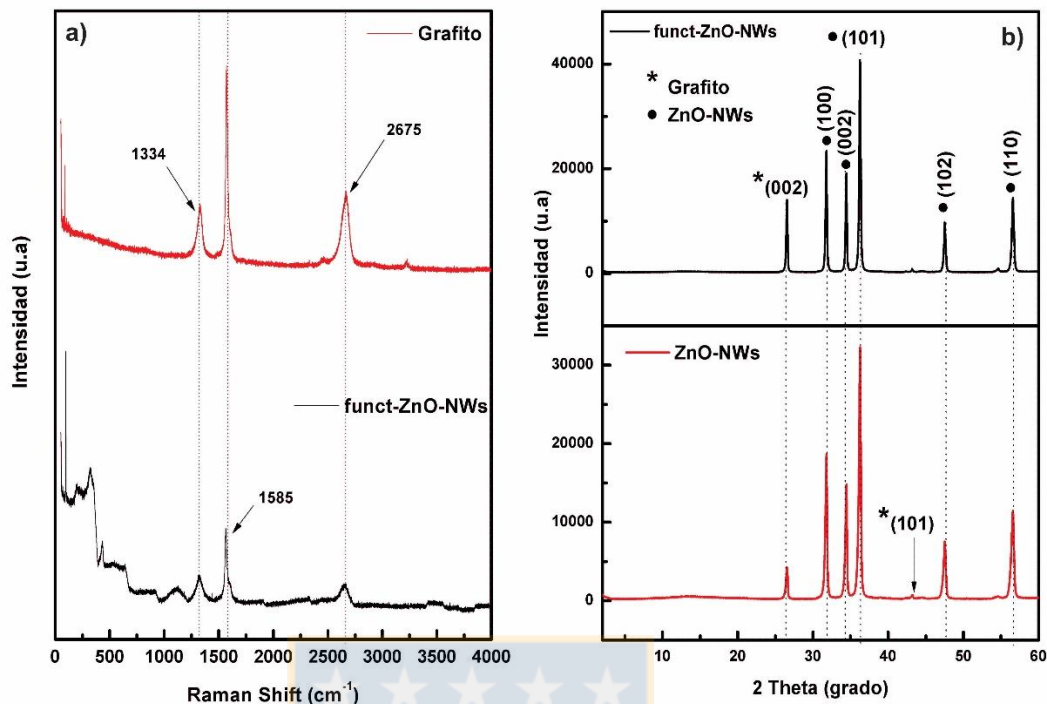 a)
Grafito
1334
2675
funct-ZnO-NWs
1585
Intensidad (u.a)
0 500 1000 1500 2000 2500 3000 3500 4000
Raman Shift (cm⁻¹)
b)
funct-ZnO-NWs
* Grafito
● ZnO-NWs
*(002)
● (100)
● (002)
● (101)
● (102)
● (110)
40000
20000
0
Intensidad (u.a)
ZnO-NWs
*(101)
30000
20000
10000
0
10 20 30 40 50 60
2 Theta (grado)